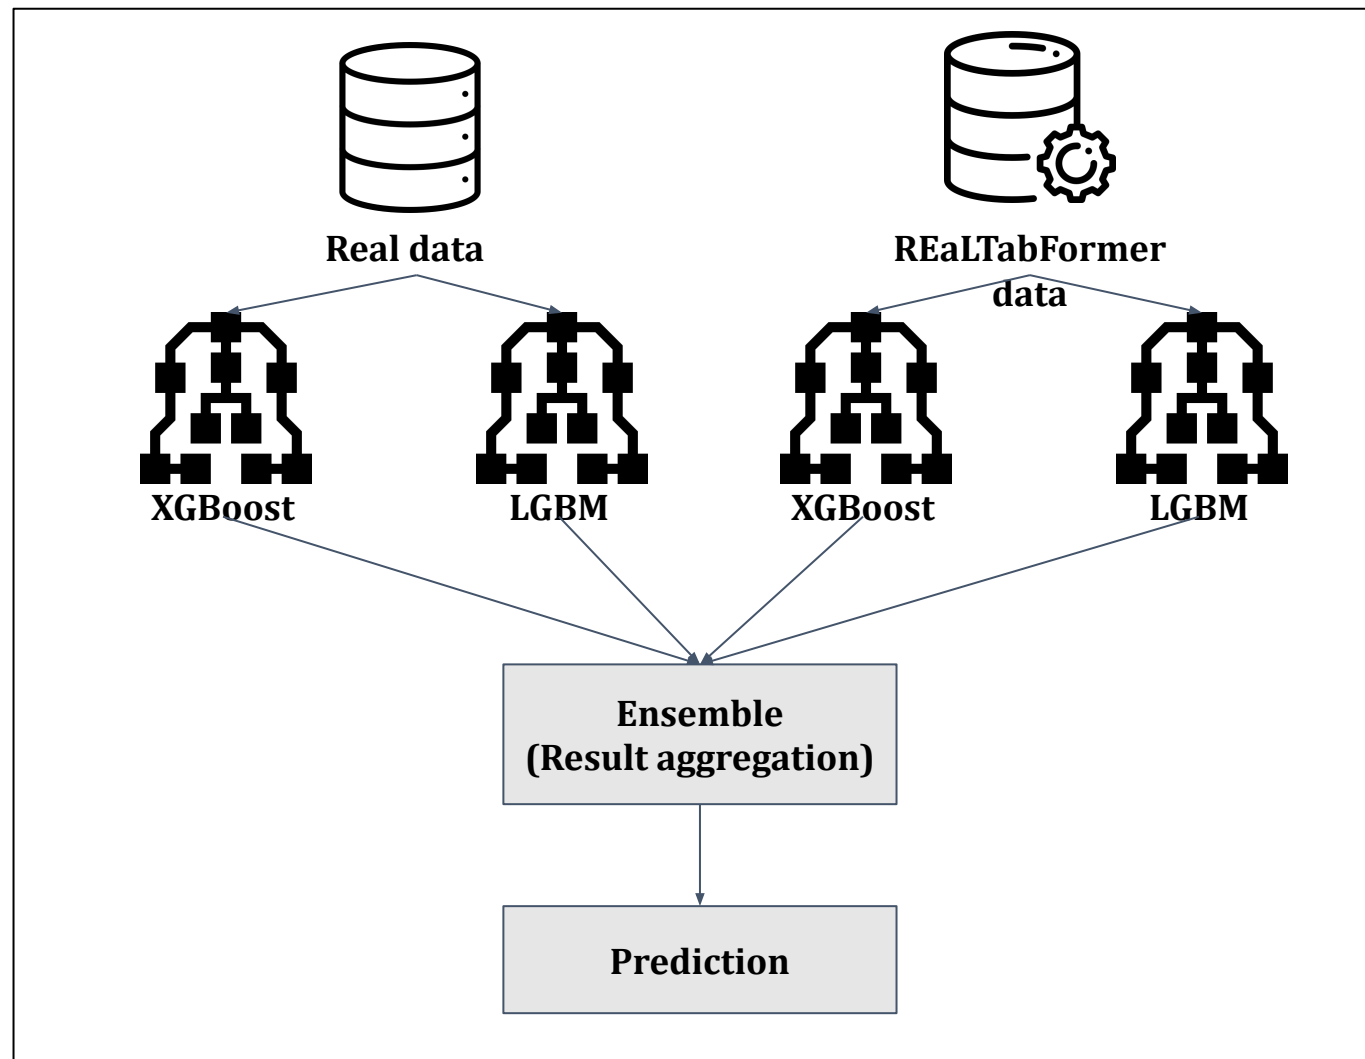 Real data
REaLTabFormer
data
XGBoost
LGBM
XGBoost
LGBM
Ensemble
(Result aggregation)
Prediction